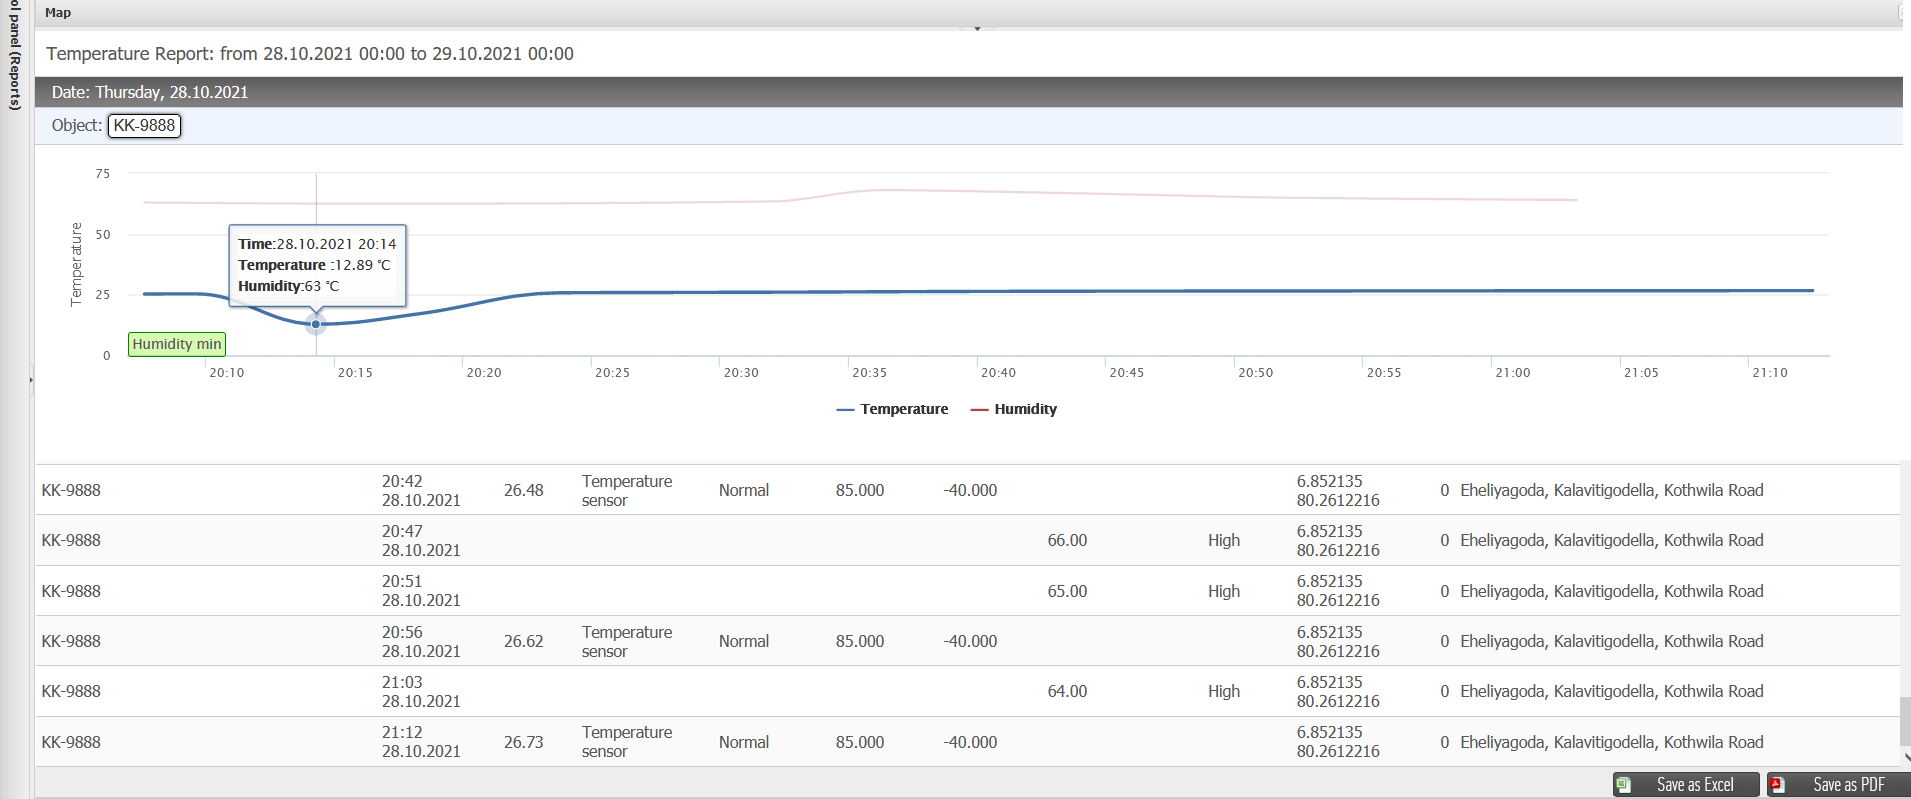 ol panel (Reports)
Map
Temperature Report: from 28.10.2021 00:00 to 29.10.2021 00:00
Date: Thursday, 28.10.2021
Object: KK-9888
75
50
25
0
Temperature
Time:28.10.2021 20:14
Temperature :12.89 °C
Humidity:63 °C
Humidity min
20:10 20:15 20:20 20:25 20:30 20:35 20:40 20:45 20:50 20:55 21:00 21:05 21:10
Temperature Humidity
KK-9888 20:42 28.10.2021 26.48 Temperature sensor Normal 85.000 -40.000 6.852135 80.2612216 0 Eheliyagoda, Kalavitigodella, Kothwila Road
KK-9888 20:47 28.10.2021 66.00 High 6.852135 80.2612216 0 Eheliyagoda, Kalavitigodella, Kothwila Road
KK-9888 20:51 28.10.2021 65.00 High 6.852135 80.2612216 0 Eheliyagoda, Kalavitigodella, Kothwila Road
KK-9888 20:56 28.10.2021 26.62 Temperature sensor Normal 85.000 -40.000 6.852135 80.2612216 0 Eheliyagoda, Kalavitigodella, Kothwila Road
KK-9888 21:03 28.10.2021 64.00 High 6.852135 80.2612216 0 Eheliyagoda, Kalavitigodella, Kothwila Road
KK-9888 21:12 28.10.2021 26.73 Temperature sensor Normal 85.000 -40.000 6.852135 80.2612216 0 Eheliyagoda, Kalavitigodella, Kothwila Road
Save as Excel Save as PDF